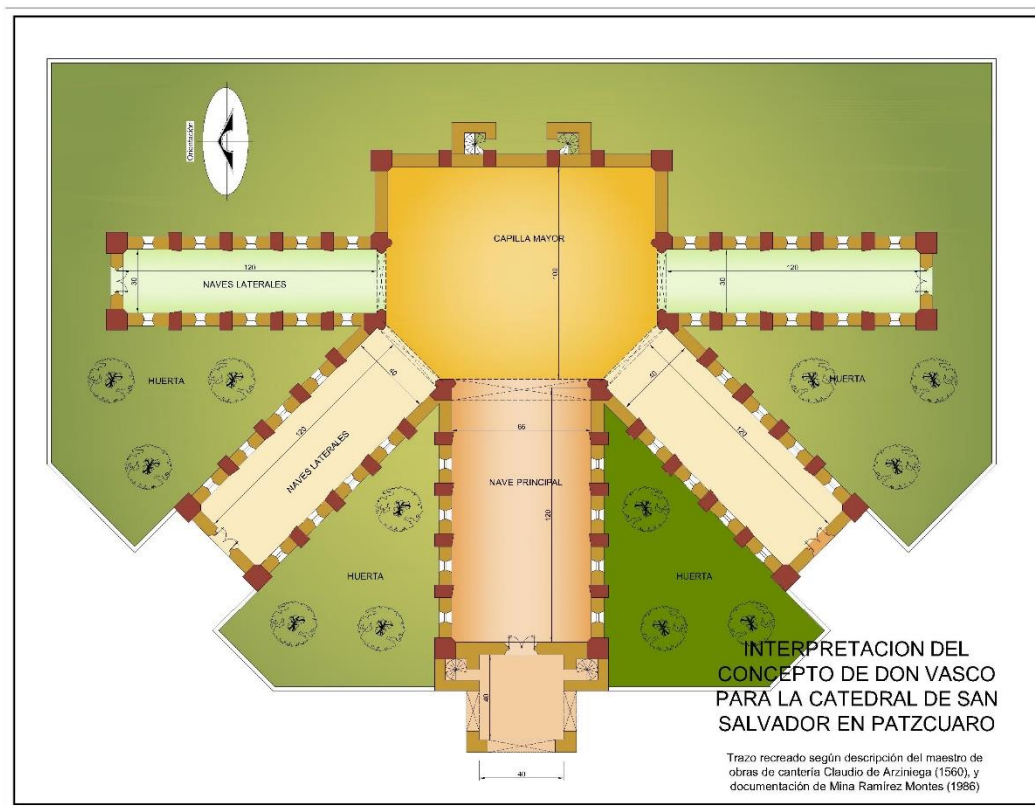 Orientación
CAPILLA MAYOR
100
120
30
NAVES LATERALES
120
30
HUERTA
HUERTA
40
120
NAVES LATERALES
40
120
65
NAVE PRINCIPAL
120
HUERTA
HUERTA
40
40
INTERPRETACION DEL
CONCEPTO DE DON VASCO
PARA LA CATEDRAL DE SAN
SALVADOR EN PATZCUARO
Trazo recreado según descripción del maestro de
obras de cantería Claudio de Arziniega (1560), y
documentación de Mina Ramírez Montes (1986)